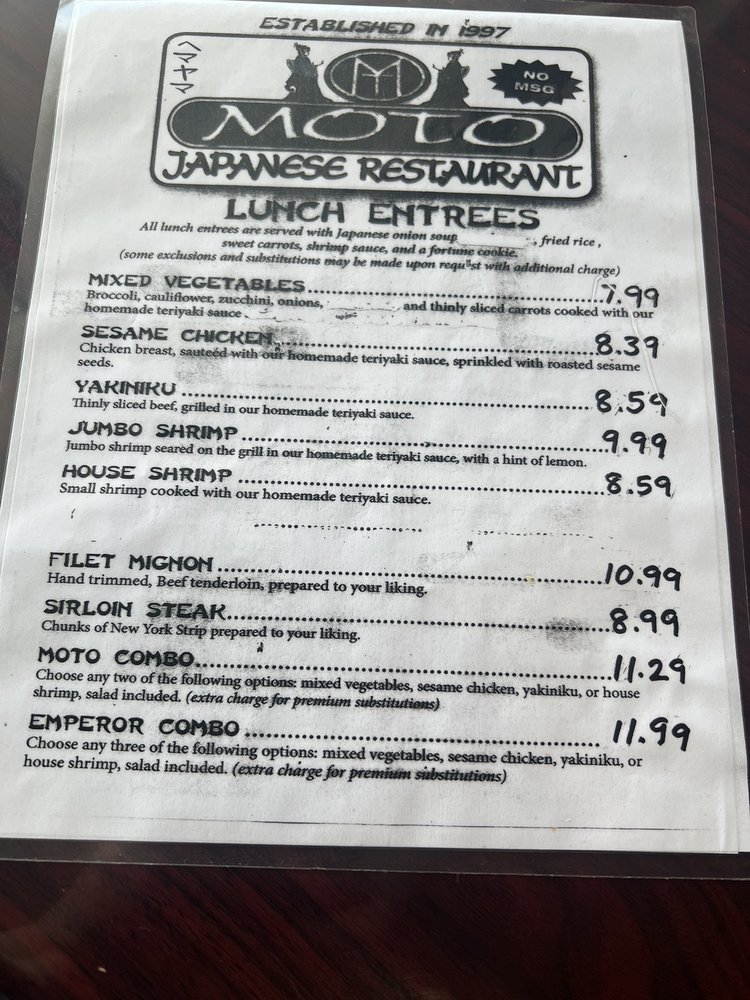 ESTABLISHED IN 1997
NO
MSG
MOTO
JAPANESE RESTAURANT
LUNCH ENTREES
All lunch entrees are served with Japanese onion soup , fried rice ,
sweet carrots, shrimp sauce, and a fortune cookie.
(some exclusions and substitutions may be made upon request with additional charge)
MIXED VEGETABLES..........7.99
Broccoli, cauliflower, zucchini, onions, and thinly sliced carrots cooked with our
homemade teriyaki sauce .
SESAME CHICKEN..........8.39
Chicken breast, sauteéd with our homemade teriyaki sauce, sprinkled with roasted sesame
seeds.
YAKINIKU..........8.59
Thinly sliced beef, grilled in our homemade teriyaki sauce.
JUMBO SHRIMP..........9.99
Jumbo shrimp seared on the grill in our homemade teriyaki sauce, with a hint of lemon.
HOUSE SHRIMP..........8.59
Small shrimp cooked with our homemade teriyaki sauce.
FILET MIGNON..........10.99
Hand trimmed, Beef tenderloin, prepared to your liking.
SIRLOIN STEAK..........8.99
Chunks of New York Strip prepared to your liking.
MOTO COMBO..........11.29
Choose any two of the following options: mixed vegetables, sesame chicken, yakiniku, or house
shrimp, salad included. (extra charge for premium substitutions)
EMPEROR COMBO..........11.99
Choose any three of the following options: mixed vegetables, sesame chicken, yakiniku, or
house shrimp, salad included. (extra charge for premium substitutions)